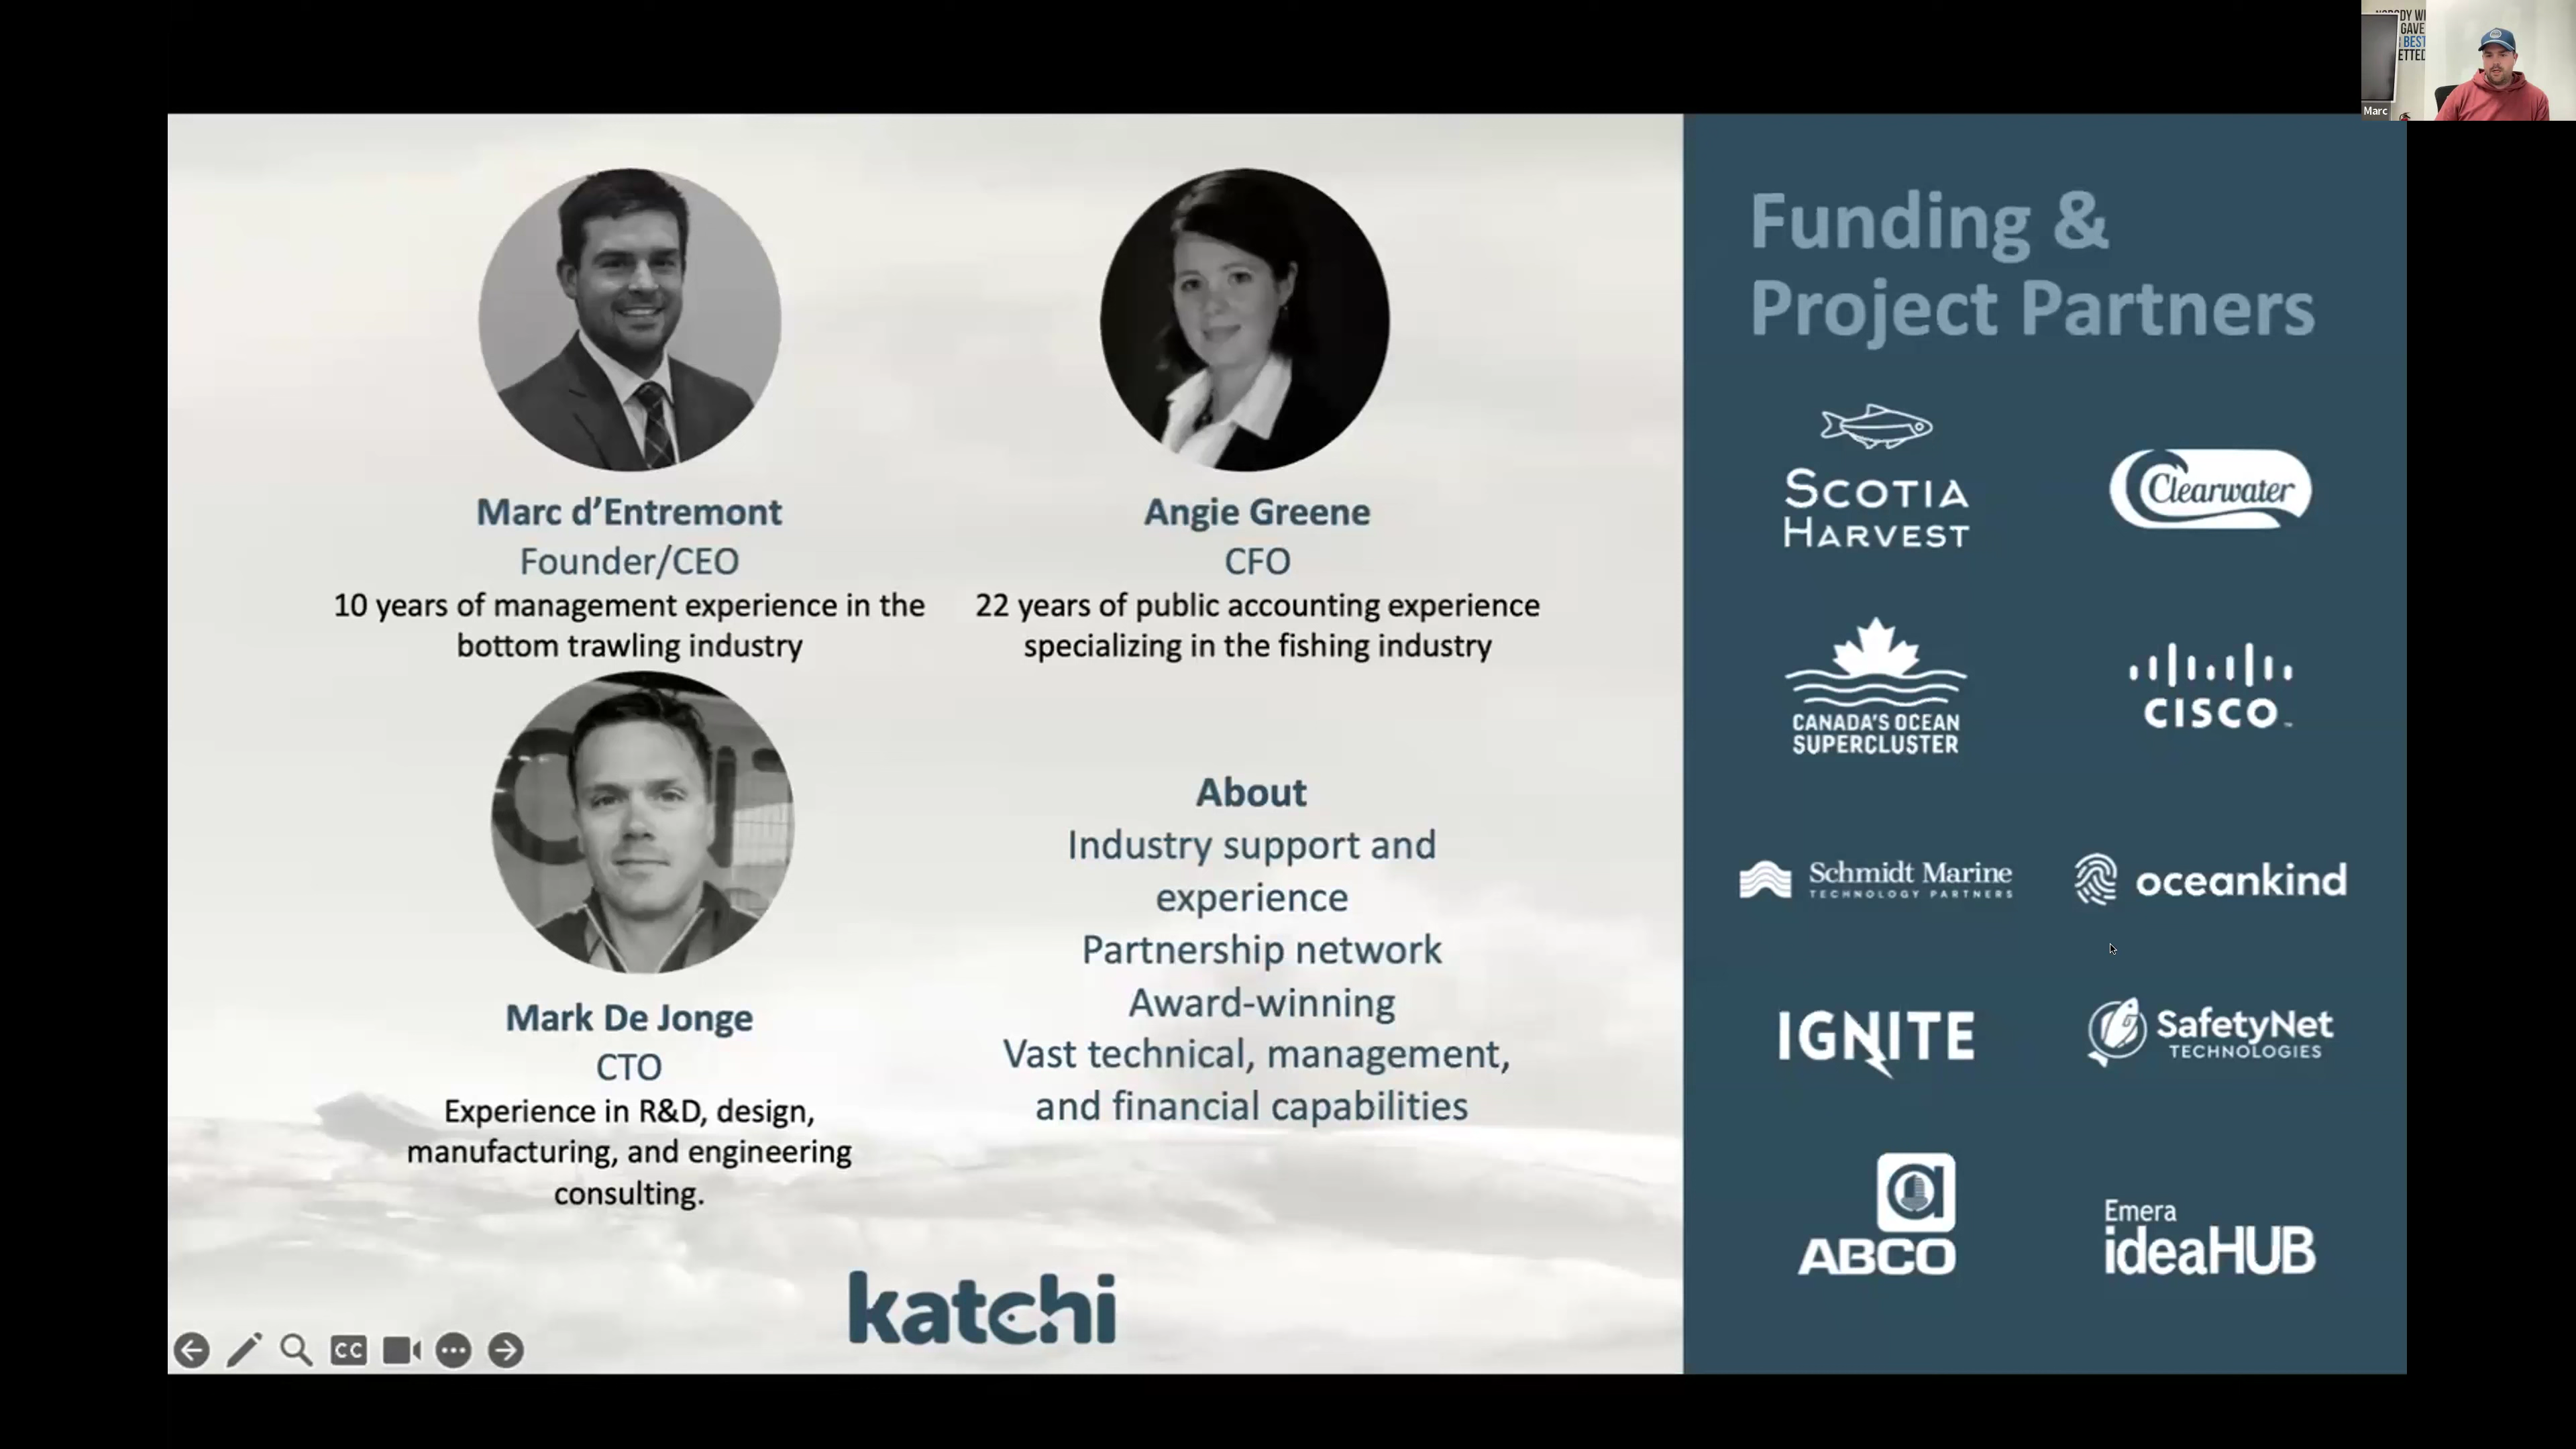 Marc d’Entremont
Founder/CEO
10 years of management experience in the
bottom trawling industry
Angie Greene
CFO
22 years of public accounting experience
specializing in the fishing industry
Mark De Jonge
CTO
Experience in R&D, design,
manufacturing, and engineering
consulting.
About
Industry support and
experience
Partnership network
Award-winning
Vast technical, management,
and financial capabilities
katchi
CC
Funding &
Project Partners
SCOTIA
HARVEST
Clearwater
CANADA'S OCEAN
SUPERCLUSTER
CISCO
Schmidt Marine
TECHNOLOGY PARTNERS
oceankind
IGNITE
SafetyNet
TECHNOLOGIES
ABCO
Emera
ideaHUB
GAVE
BEST
Marc